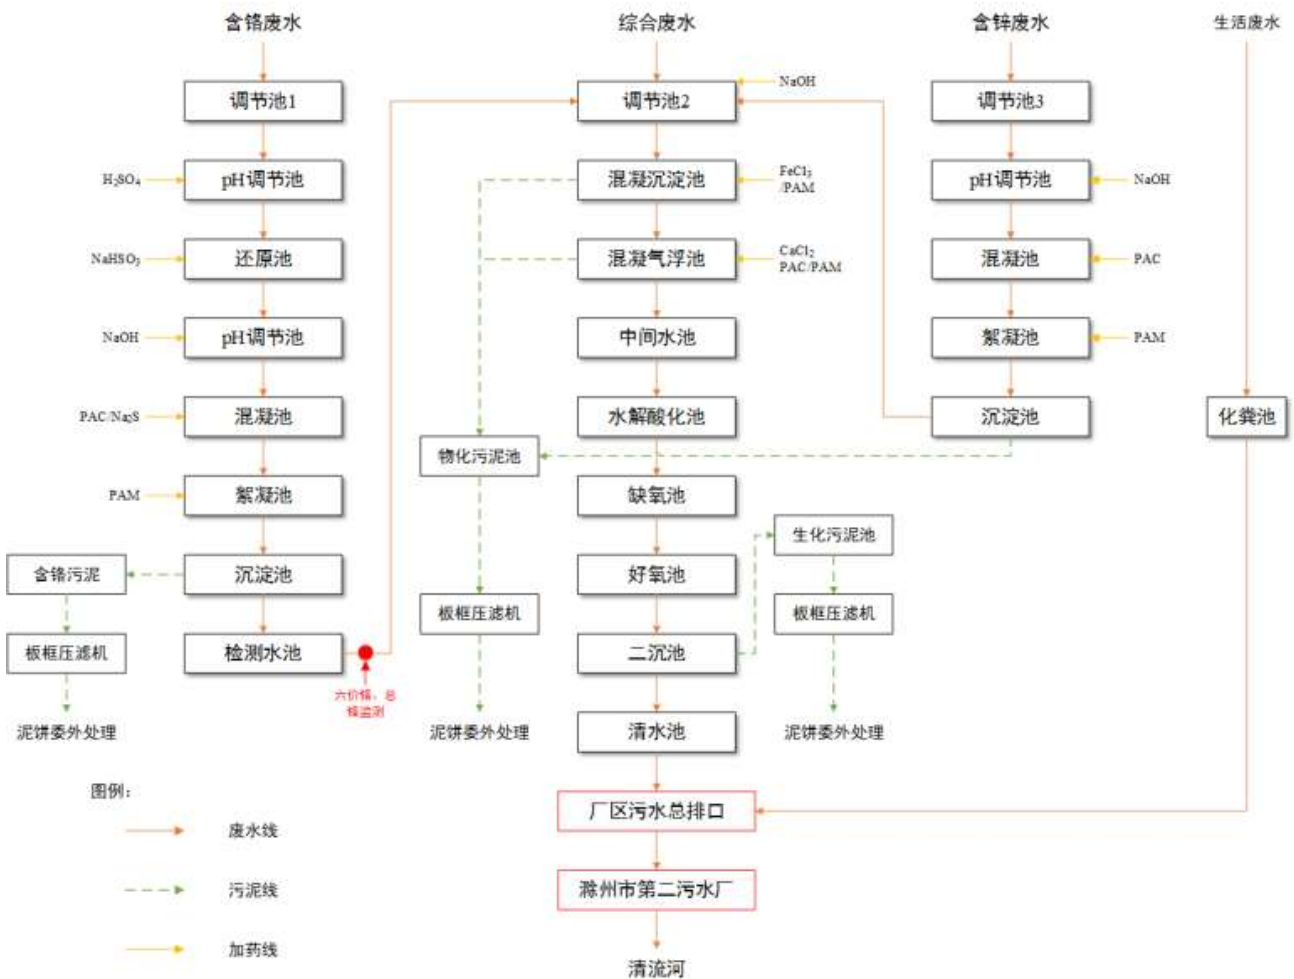 含铬废水
综合废水
含锌废水
生活废水
调节池1
调节池2
NaOH
调节池3
H₂SO₄
pH调节池
混凝沉淀池
FeCl₃
/PAM
pH调节池
NaOH
NaHSO₃
还原池
混凝气浮池
CaCl₂
PAC/PAM
混凝池
PAC
NaOH
pH调节池
中间水池
絮凝池
PAM
PAC/Na₂S
混凝池
水解酸化池
沉淀池
化粪池
物化污泥池
PAM
絮凝池
缺氧池
生化污泥池
含铬污泥
沉淀池
好氧池
板框压滤机
板框压滤机
板框压滤机
检测水池
二沉池
六价铬、总
铬监测
泥饼委外处理
泥饼委外处理
清水池
泥饼委外处理
图例：
厂区污水总排口
废水线
污泥线
滁州市第二污水厂
加药线
清流河